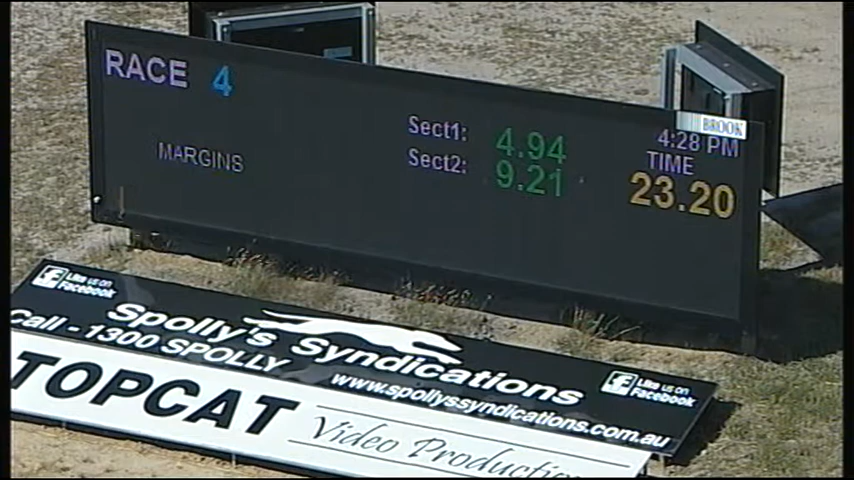 RACE 4
BROOK
Sect1: 4.94
4:28 PM
MARGINS
Sect2: 9.21
TIME
23.20
Like us on
Facebook
Spolly's Syndications
Call - 1300 SPOLLY
www.spollyssyndications.com.au
Like us on
Facebook
TOPCAT
Video Productio